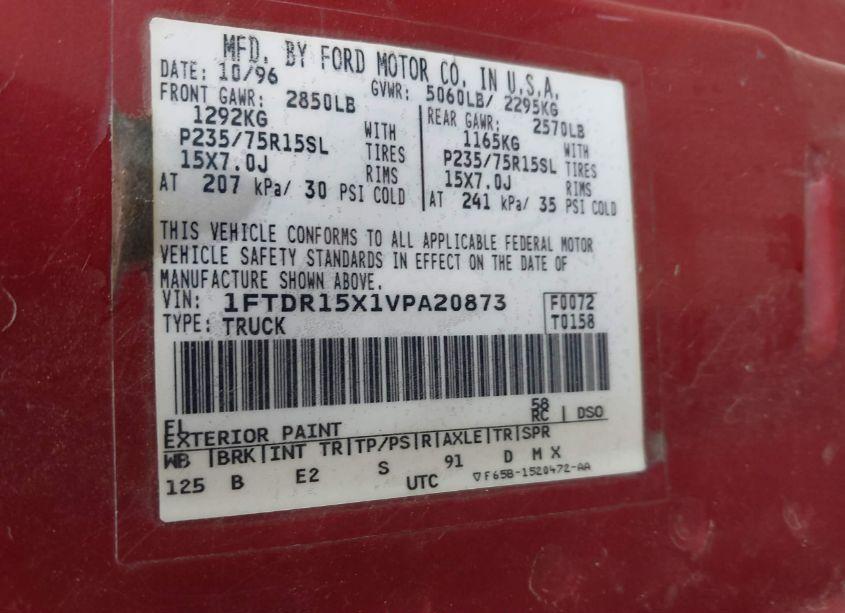 MFD. BY FORD MOTOR CO. IN U.S.A.
DATE: 10/96 GVWR: 5060LB/ 2295KG
FRONT GAWR: 2850LB REAR GAWR: 2570LB
1292KG WITH 1165KG WITH
P235/75R15SL TIRES P235/75R15SL TIRES
15X7.0J RIMS 15X7.0J RIMS
AT 207 kPa/ 30 PSI COLD AT 241 kPa/ 35 PSI COLD
THIS VEHICLE CONFORMS TO ALL APPLICABLE FEDERAL MOTOR
VEHICLE SAFETY STANDARDS IN EFFECT ON THE DATE OF
MANUFACTURE SHOWN ABOVE.
VIN: 1FTDR15X1VPA20873 F0072
TYPE: TRUCK T0158
EL 58
EXTERIOR PAINT RC DSO
WB BRK INT TR TP/PS R AXLE TR SPR
125 B E2 S 91 D M X
UTC ▽F65B-1520472-AA